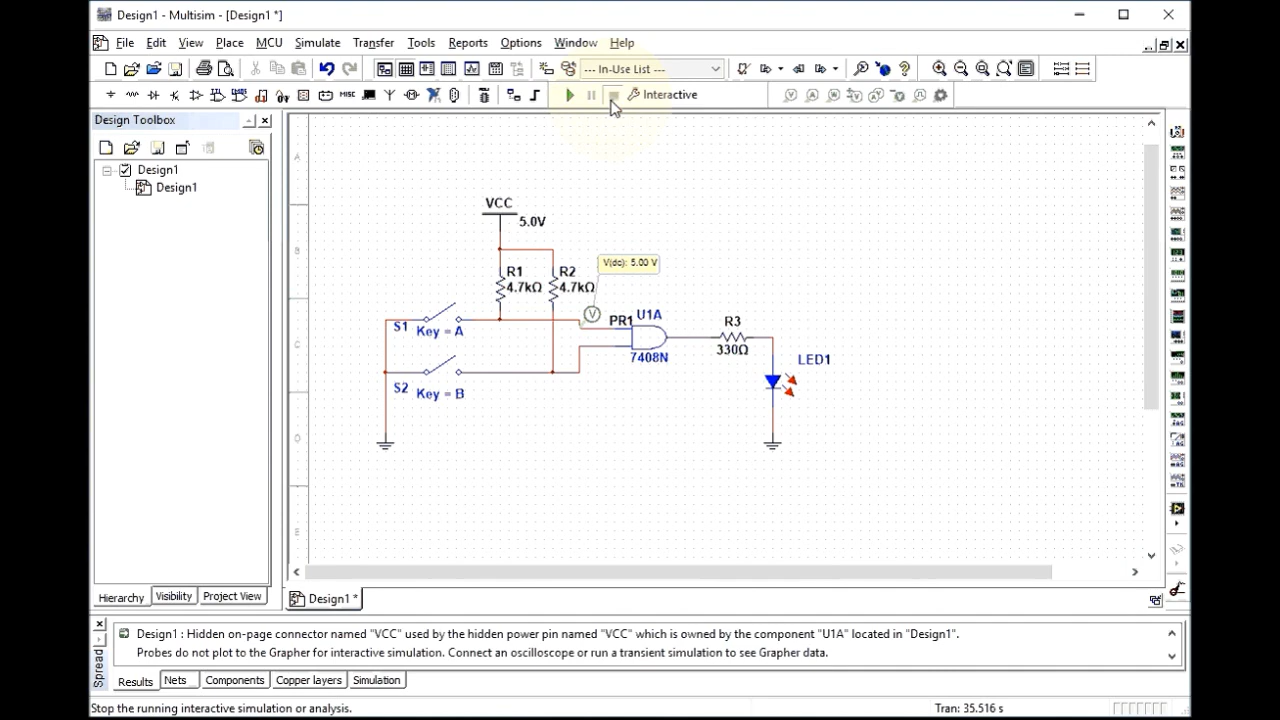 Design1 - Multisim - [Design1 *]
File Edit View Place MCU Simulate Transfer Tools Reports Options Window Help
--- In-Use List ---
MISC
Interactive
Design Toolbox
Design1
Design1
A
B
C
D
E
VCC
5.0V
V(dc): 5.00 V
R1
4.7kΩ
R2
4.7kΩ
V
PR1
U1A
7408N
S1
Key = A
S2
Key = B
R3
330Ω
LED1
Hierarchy Visibility Project View
Design1 *
Design1 : Hidden on-page connector named "VCC" used by the hidden power pin named "VCC" which is owned by the component "U1A" located in "Design1".
Probes do not plot to the Grapher for interactive simulation. Connect an oscilloscope or run a transient simulation to see Grapher data.
Spread
Results Nets Components Copper layers Simulation
Stop the running interactive simulation or analysis.
Tran: 35.516 s